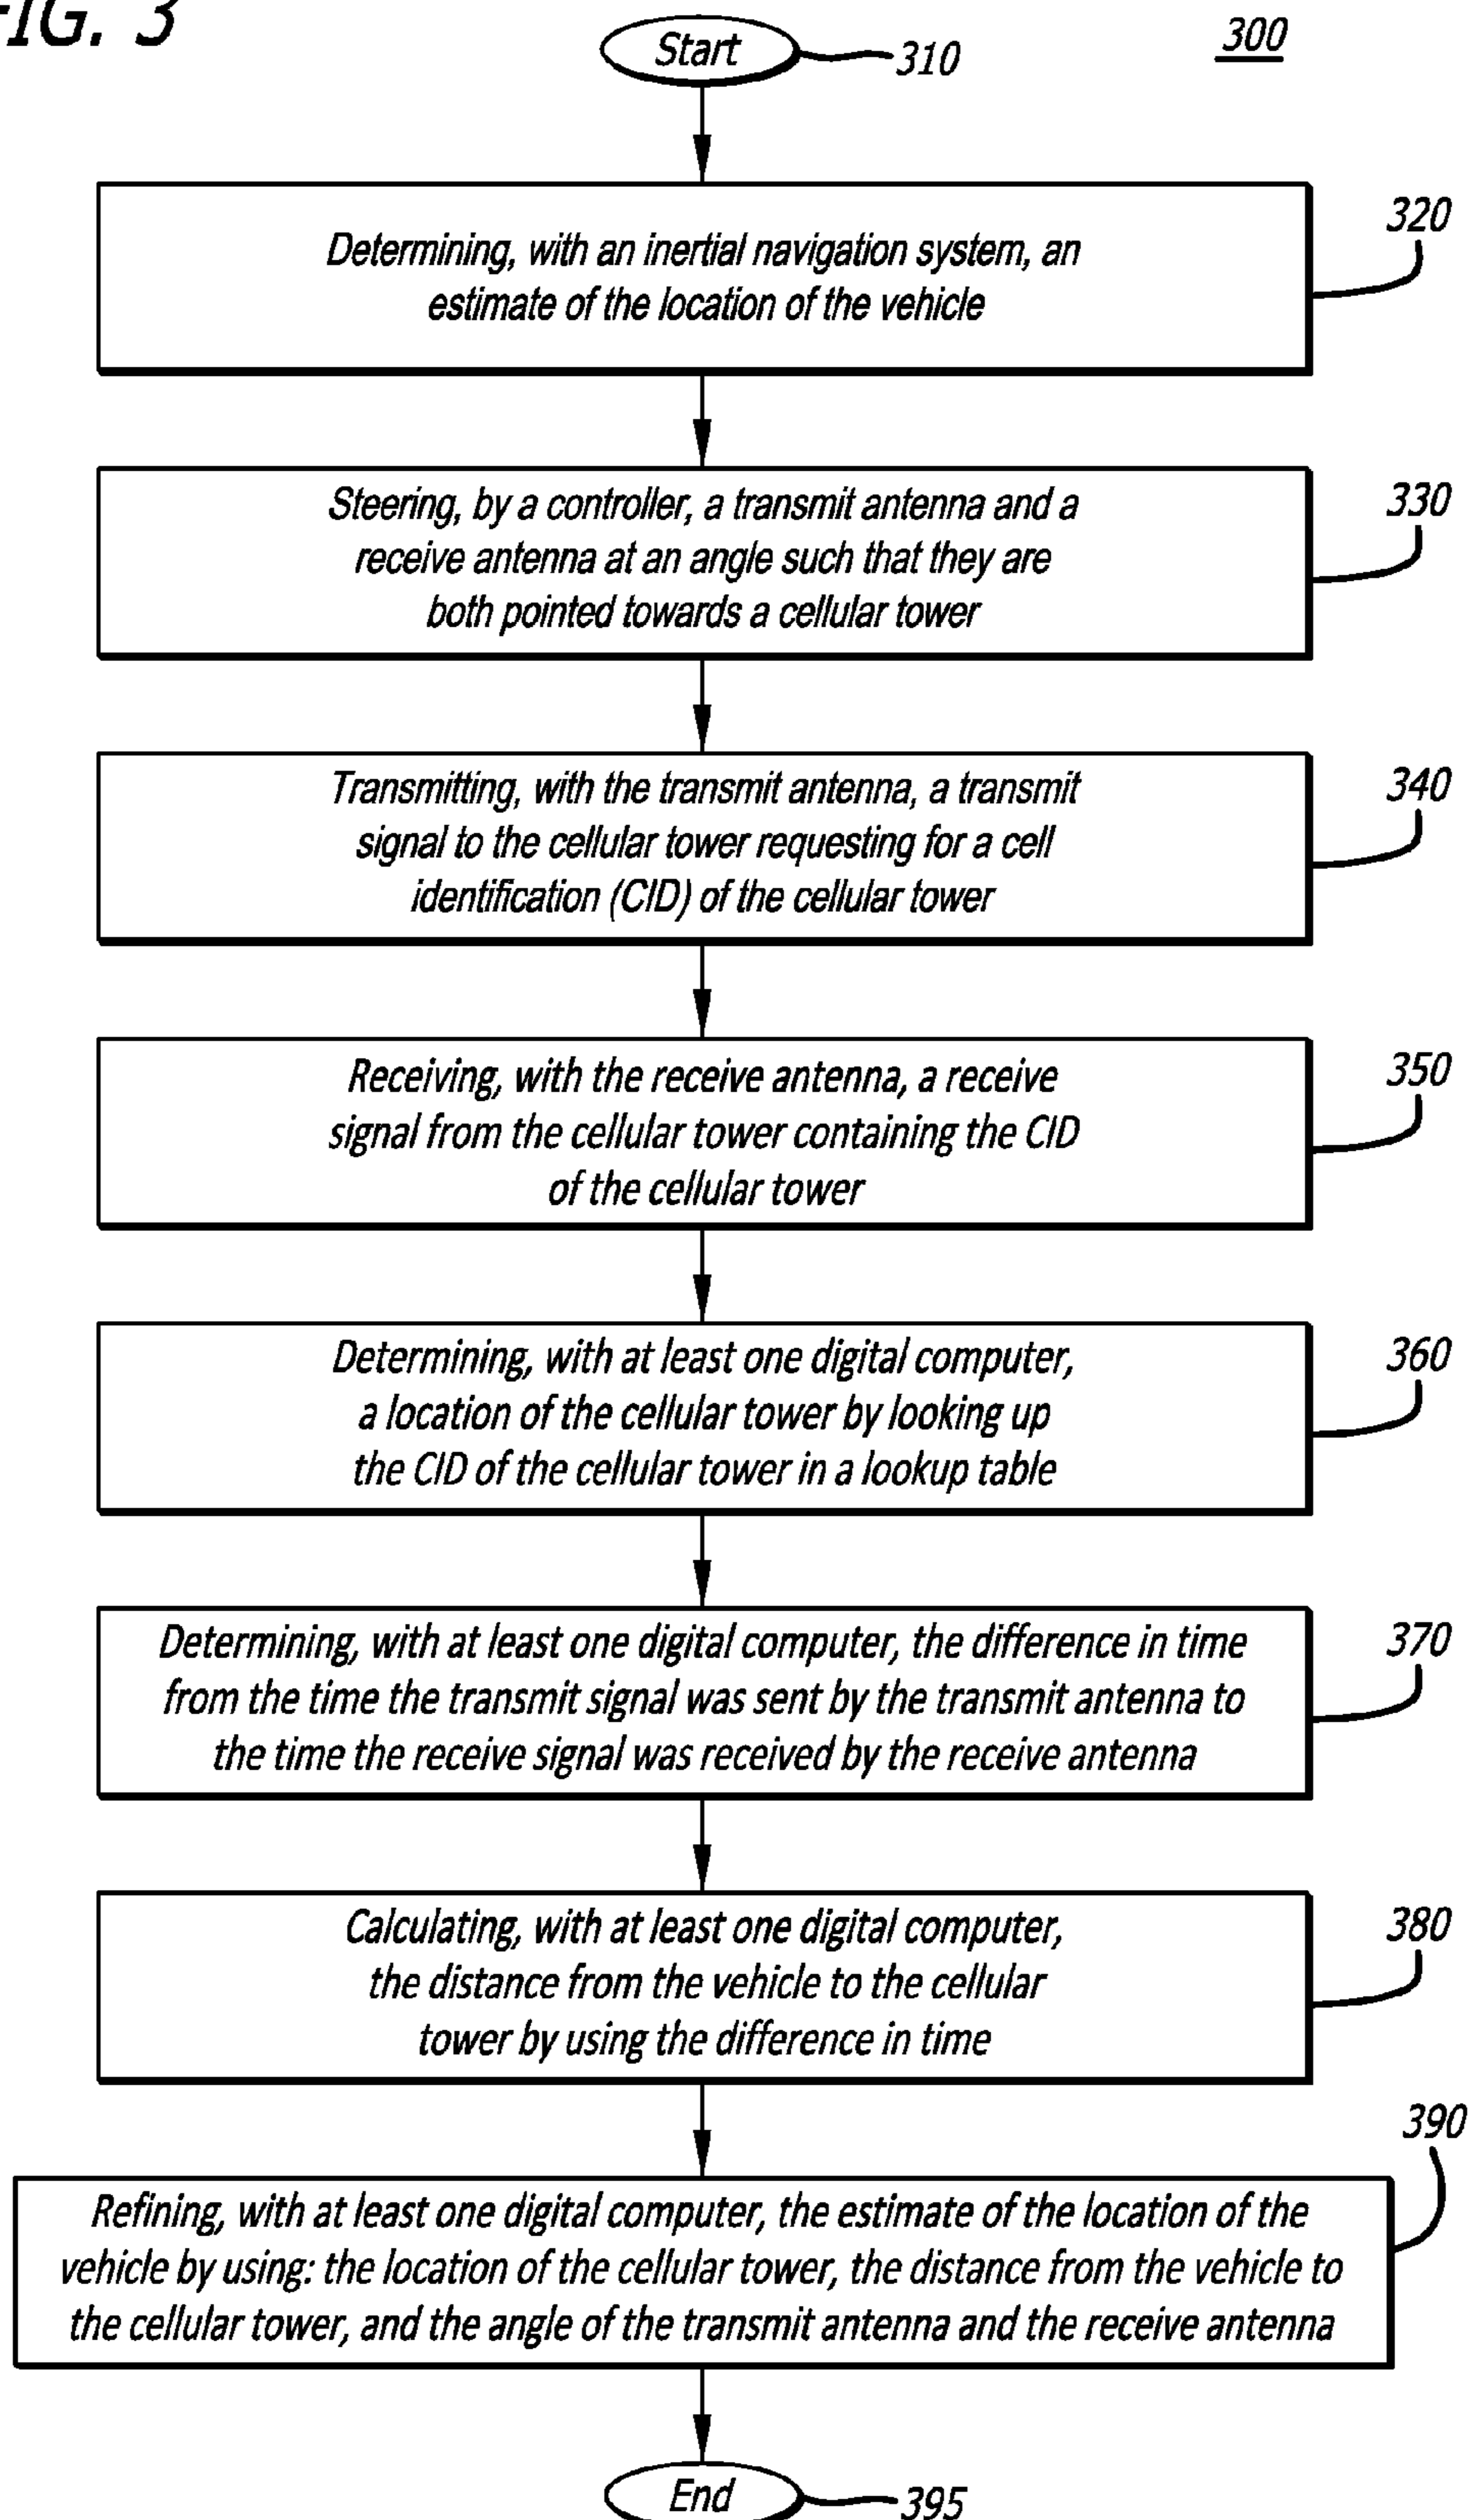 FIG. 3
300
Start
310
320
Determining, with an inertial navigation system, an
estimate of the location of the vehicle
330
Steering, by a controller, a transmit antenna and a
receive antenna at an angle such that they are
both pointed towards a cellular tower
340
Transmitting, with the transmit antenna, a transmit
signal to the cellular tower requesting for a cell
identification (CID) of the cellular tower
350
Receiving, with the receive antenna, a receive
signal from the cellular tower containing the CID
of the cellular tower
360
Determining, with at least one digital computer,
a location of the cellular tower by looking up
the CID of the cellular tower in a lookup table
370
Determining, with at least one digital computer, the difference in time
from the time the transmit signal was sent by the transmit antenna to
the time the receive signal was received by the receive antenna
380
Calculating, with at least one digital computer,
the distance from the vehicle to the cellular
tower by using the difference in time
390
Refining, with at least one digital computer, the estimate of the location of the
vehicle by using: the location of the cellular tower, the distance from the vehicle to
the cellular tower, and the angle of the transmit antenna and the receive antenna
End
395